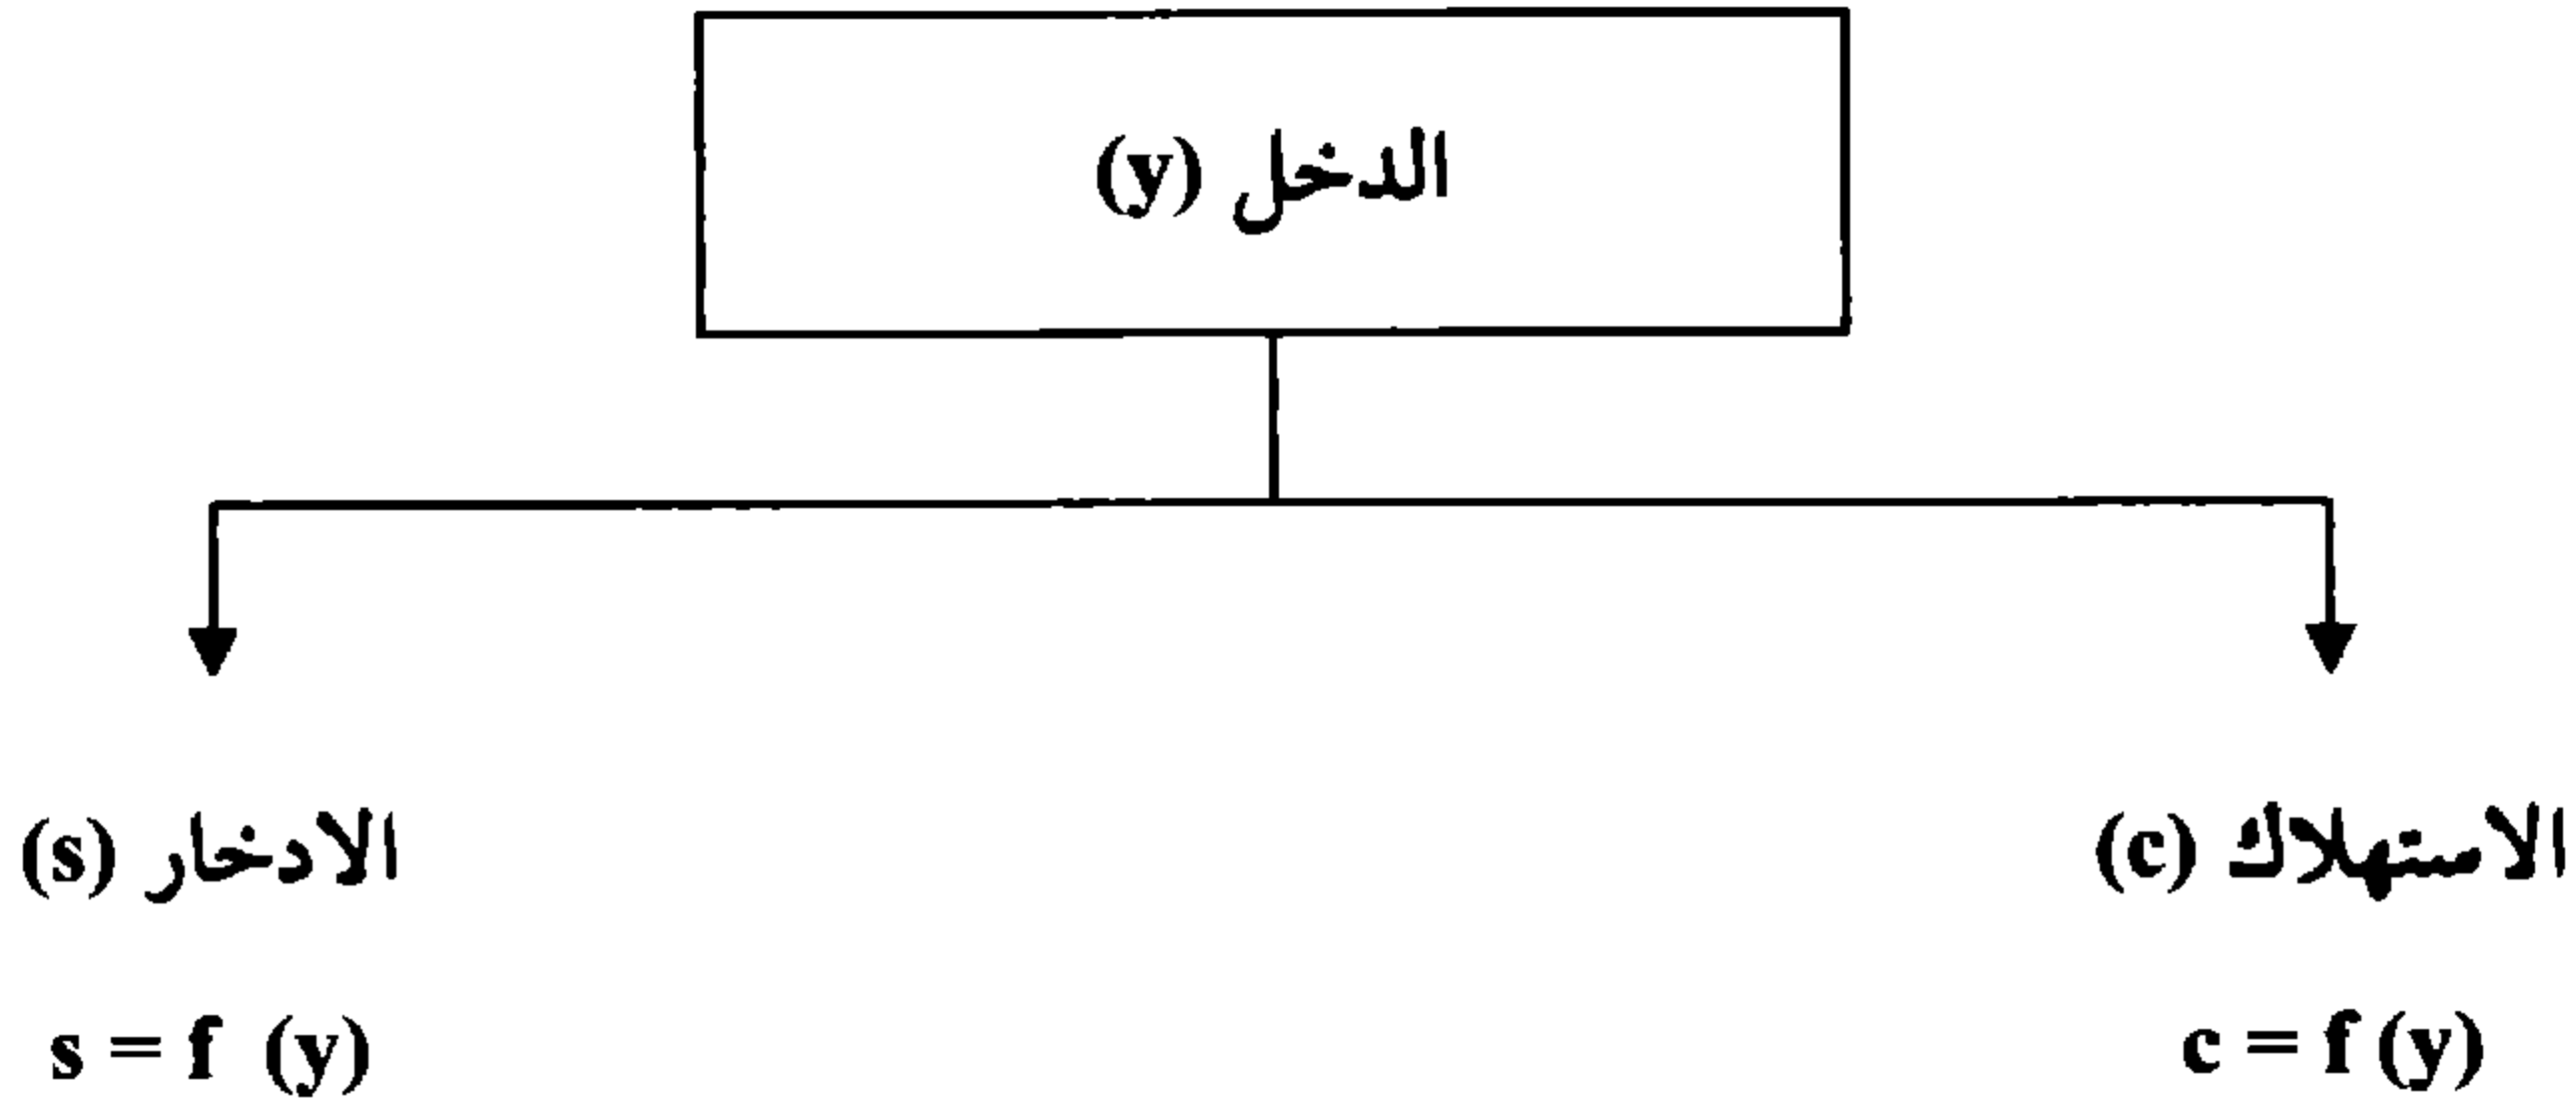 الدخل (y)
الاستهلاك (c)
الادخار (s)
c = f (y)
s = f (y)